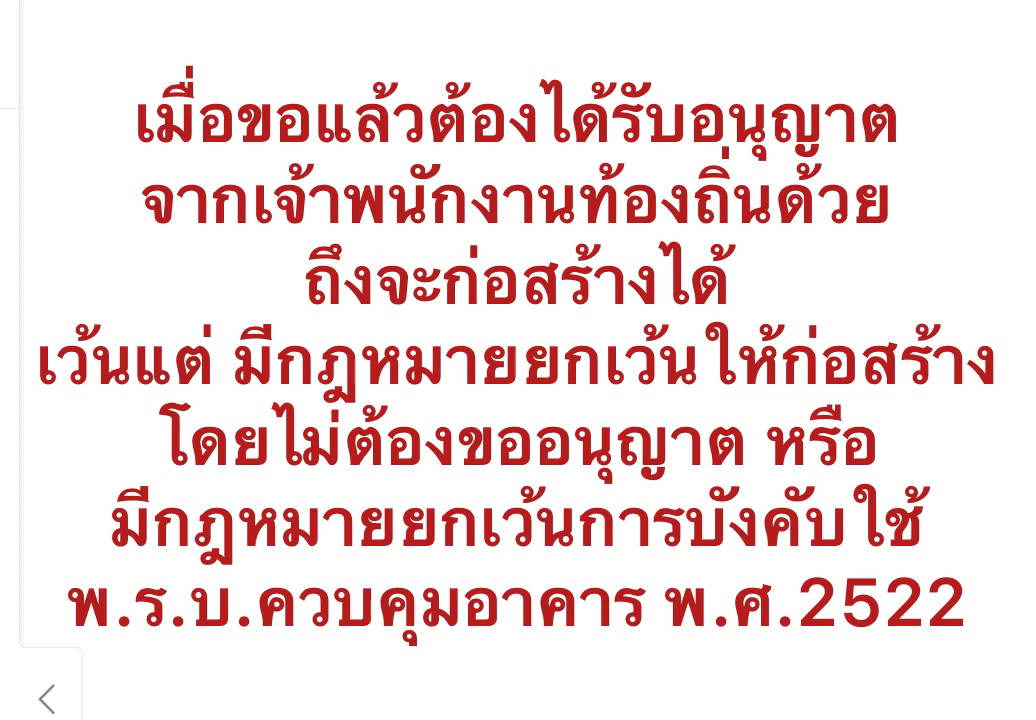 เมื่อขอแล้วต้องได้รับอนุญาต
จากเจ้าพนักงานท้องถิ่นด้วย
ถึงจะก่อสร้างได้
เว้นแต่ มีกฎหมายยกเว้นให้ก่อสร้าง
โดยไม่ต้องขออนุญาต หรือ
มีกฎหมายยกเว้นการบังคับใช้
พ.ร.บ.ควบคุมอาคาร พ.ศ.2522